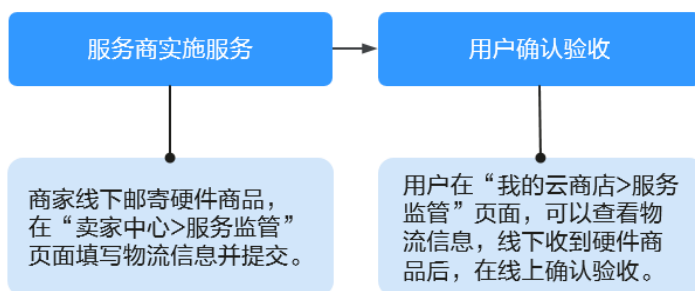 服务商实施服务
用户确认验收
商家线下邮寄硬件商品，
在“卖家中心>服务监管”
页面填写物流信息并提交。
用户在“我的云商店>服务
监管”页面，可以查看物
流信息，线下收到硬件商
品后，在线上确认验收。